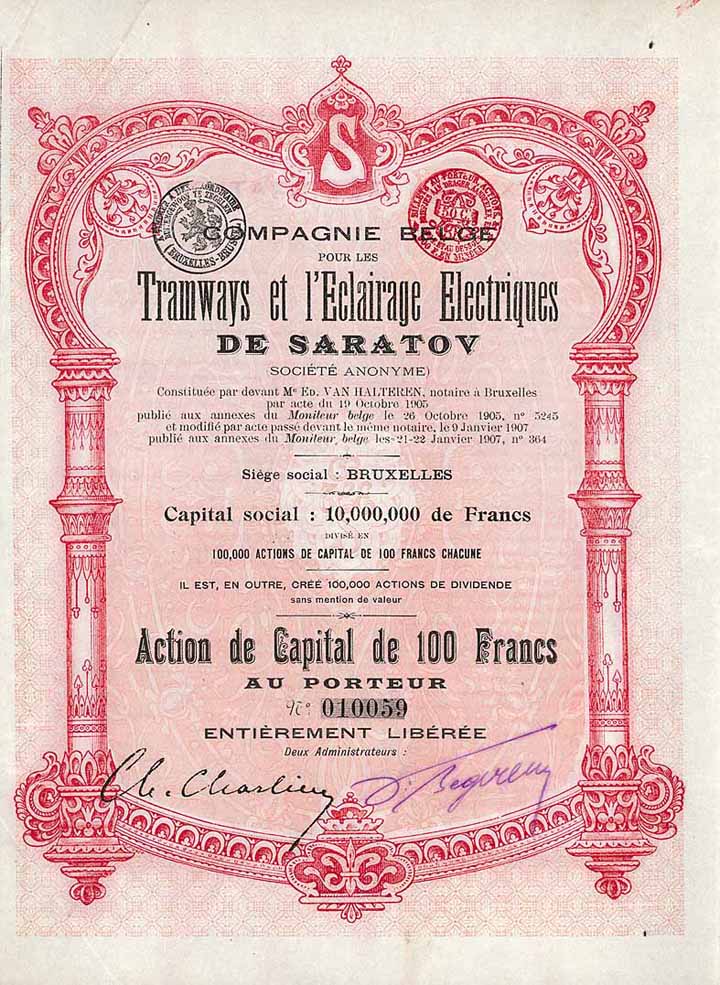 S
COMPAGNIE BELGE
POUR LES
Tramways et l'Eclairage Electriques
DE SARATOV
(SOCIÉTÉ ANONYME)
Constituée par devant Me ED. VAN HALTEREN, notaire à Bruxelles
par acte du 19 Octobre 1905
publié aux annexes du Moniteur belge le 26 Octobre 1905, n° 5245
et modifié par acte passé devant le même notaire, le 9 Janvier 1907
publié aux annexes du Moniteur belge les 21-22 Janvier 1907, n° 364
Siège social : BRUXELLES
Capital social : 10,000,000 de Francs
DIVISÉ EN
100,000 ACTIONS DE CAPITAL DE 100 FRANCS CHACUNE
IL EST, EN OUTRE, CRÉÉ 100,000 ACTIONS DE DIVIDENDE
sans mention de valeur
Action de Capital de 100 Francs
AU PORTEUR
N° 010059
ENTIÈREMENT LIBÉRÉE
Deux Administrateurs :
Ch. Charlier